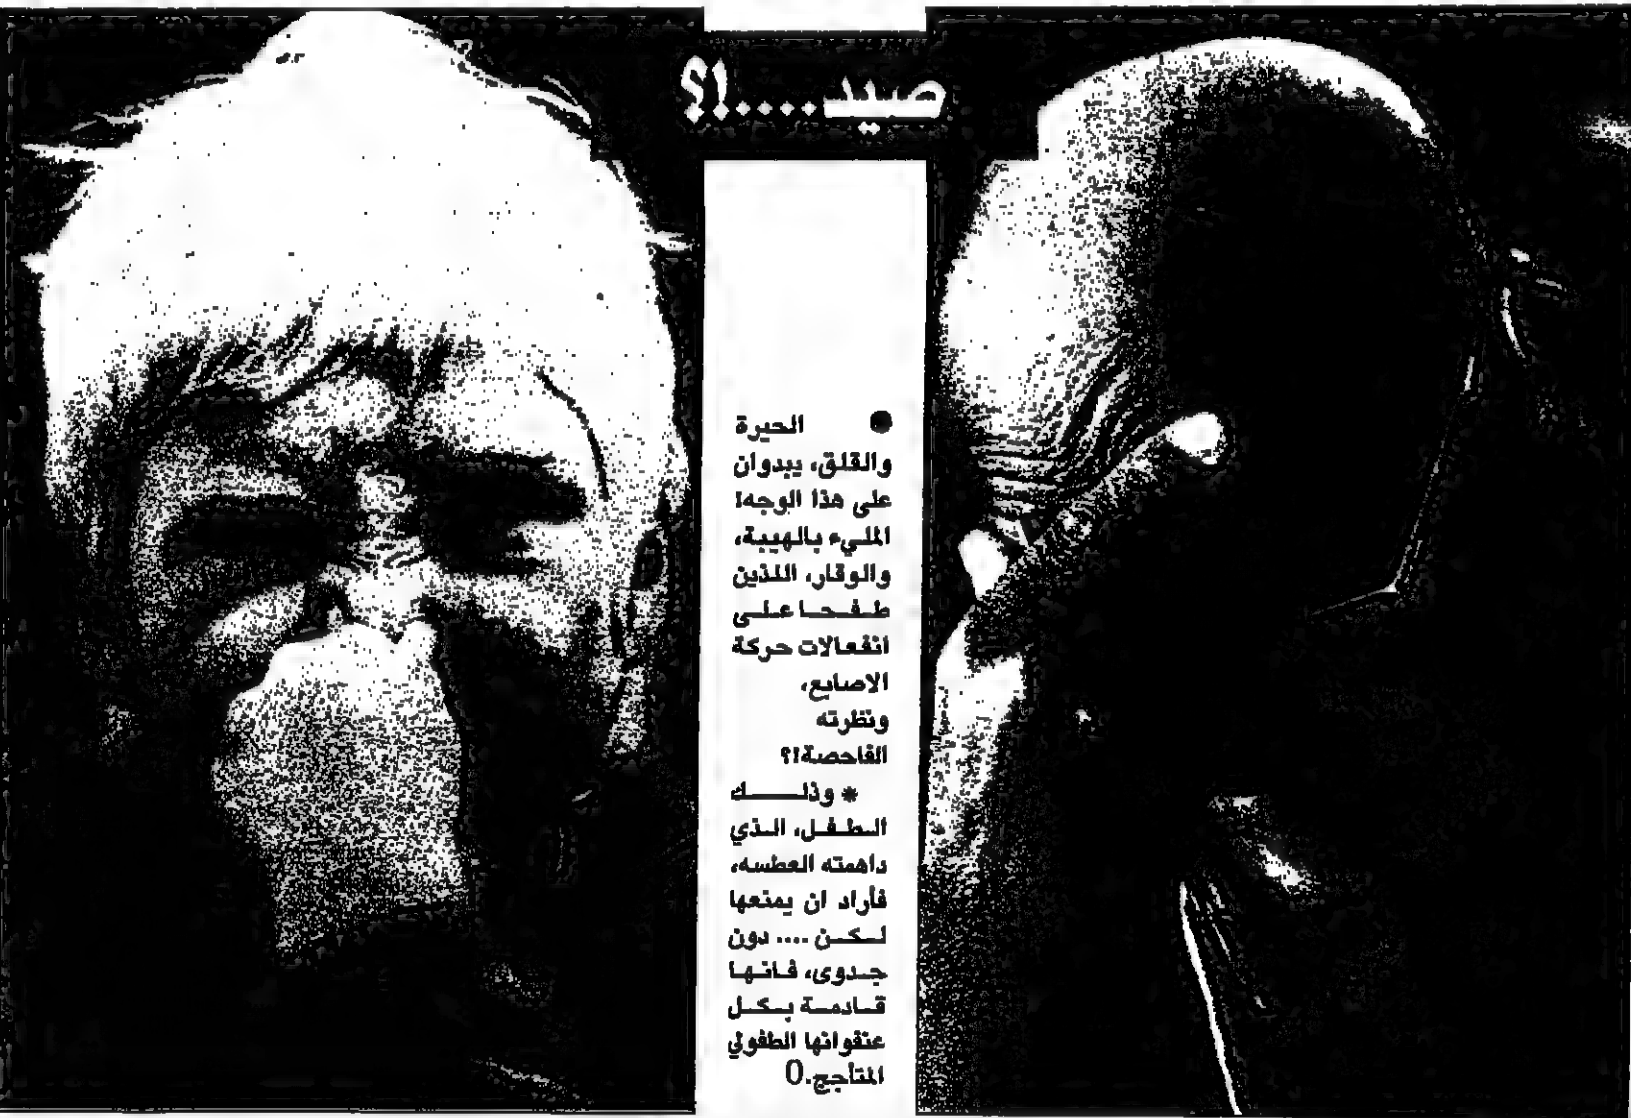 صيد....!؟
● الحيرة
والقلق، يبدوان
على هذا الوجه؛
المليء بالهيبة،
والوقار، اللذين
طفحا على
انفعالات حركة
الاصابع،
ونظرته
الفاحصة!؟
* وذلك
الطفل، الذي
داهمته العطسه،
فأراد ان يمنعها
لكن .... دون
جدوى، فانها
قادمة بكل
عنفوانها الطفولي
المتأجج.O